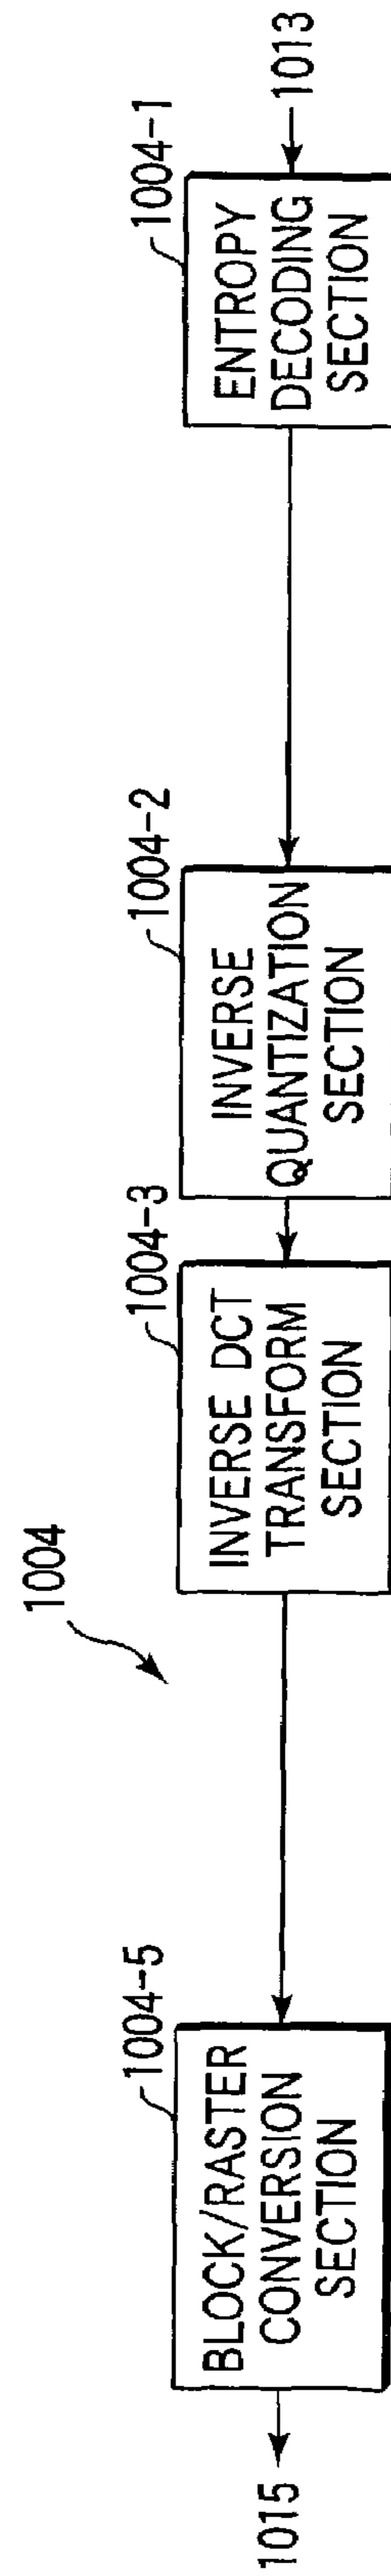 1004
1013
1004-1
ENTROPY
DECODING
SECTION
1004-2
INVERSE
QUANTIZATION
SECTION
1004-3
INVERSE DCT
TRANSFORM
SECTION
1004-5
BLOCK/RASTER
CONVERSION
SECTION
1015